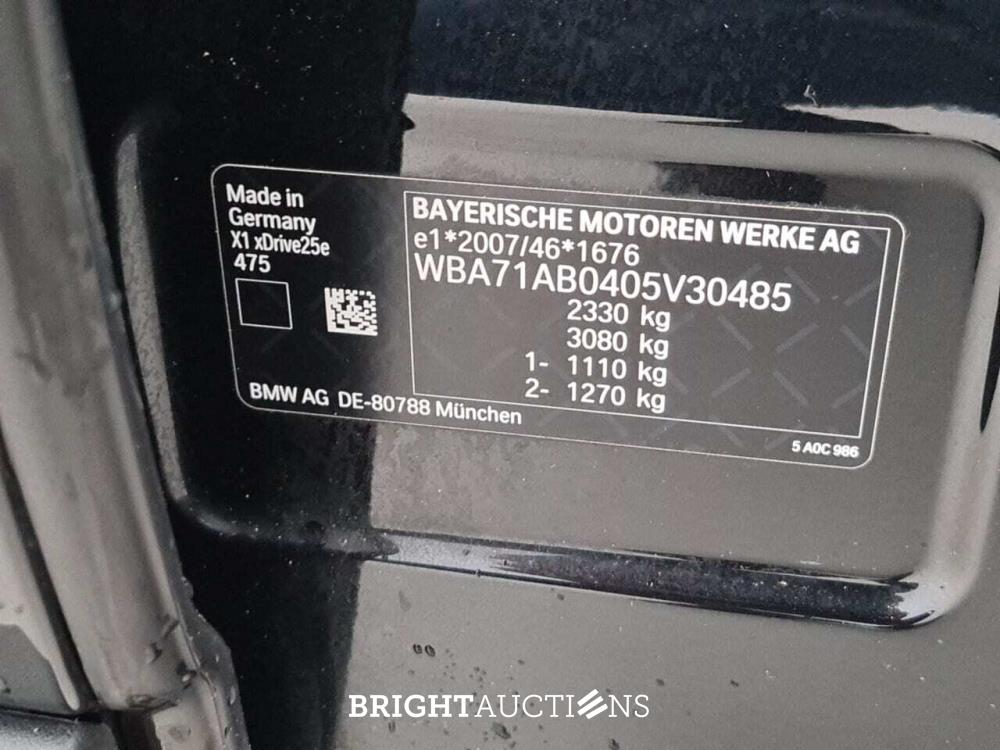 Made in
Germany
X1 xDrive25e
475
BAYERISCHE MOTOREN WERKE AG
e1*2007/46*1676
WBA71AB0405V30485
2330 kg
3080 kg
1- 1110 kg
2- 1270 kg
BMW AG DE-80788 München
5 A0C 986
BRIGHTAUCTIONS